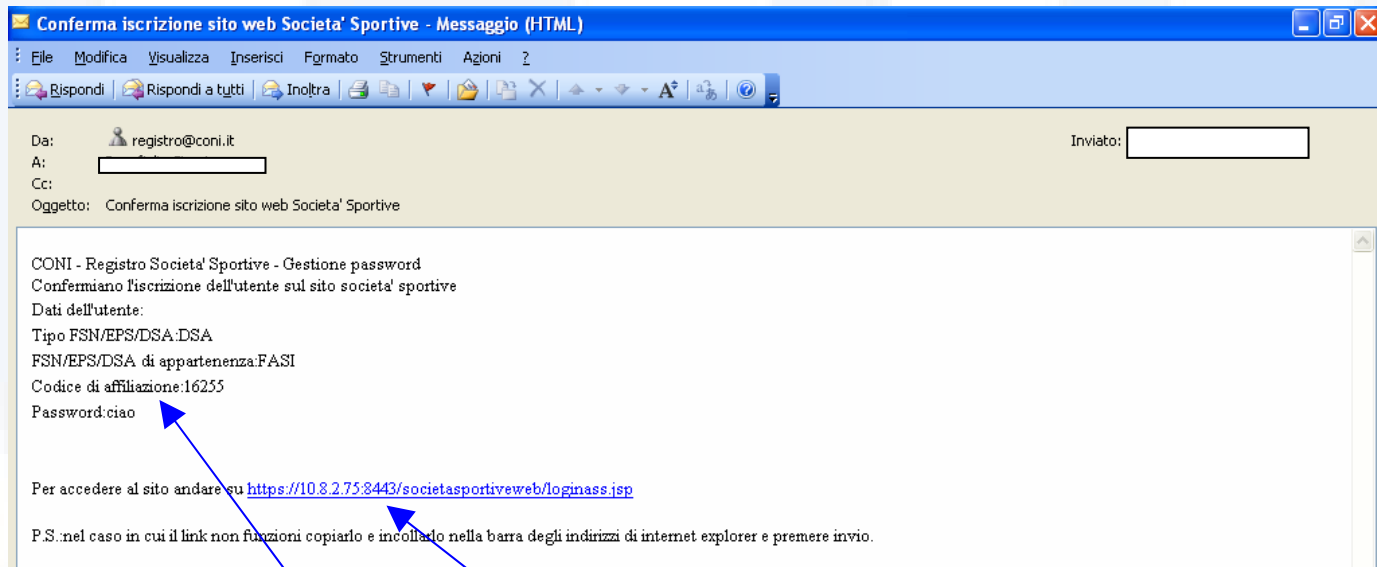 Conferma iscrizione sito web Societa' Sportive - Messaggio (HTML)
File Modifica Visualizza Inserisci Formato Strumenti Azioni ?
Rispondi Rispondi a tutti Inoltra
Da: registro@coni.it Inviato:
A:
Cc:
Oggetto: Conferma iscrizione sito web Societa' Sportive
CONI - Registro Societa' Sportive - Gestione password
Confermiano l'iscrizione dell'utente sul sito societa' sportive
Dati dell'utente:
Tipo FSN/EPS/DSA:DSA
FSN/EPS/DSA di appartenenza:FASI
Codice di affiliazione:16255
Password:ciao
Per accedere al sito andare su https://10.8.2.75:8443/societasportiveweb/loginass.jsp
P.S.:nel caso in cui il link non funzioni copiarlo e incollarlo nella barra degli indirizzi di internet explorer e premere invio.